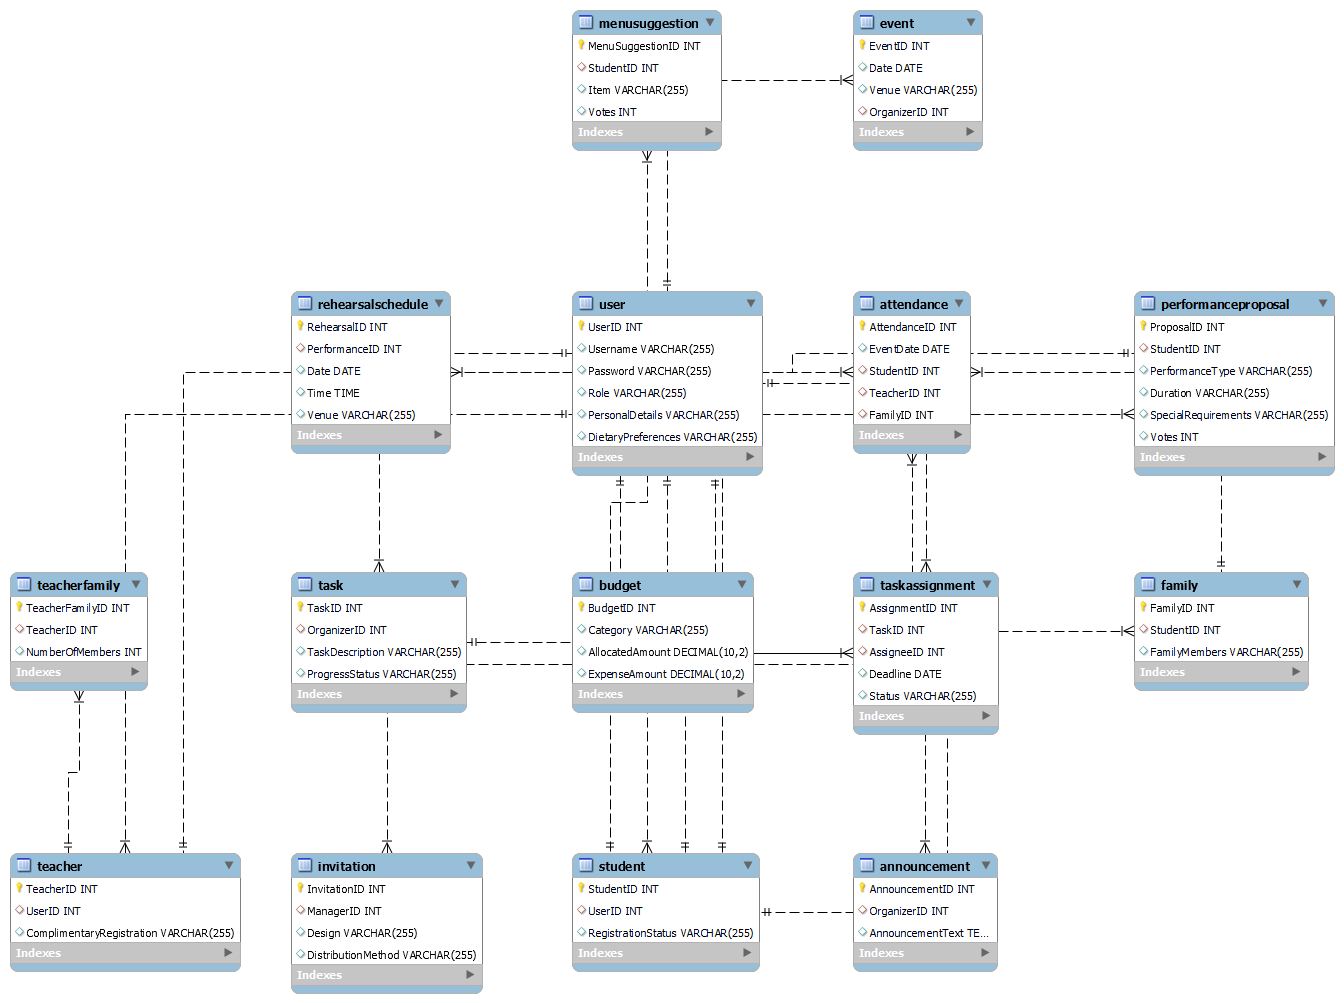 menusuggestion
MenuSuggestionID INT
StudentID INT
Item VARCHAR(255)
Votes INT
Indexes
event
EventID INT
Date DATE
Venue VARCHAR(255)
OrganizerID INT
Indexes
rehearsalschedule
RehearsalID INT
PerformanceID INT
Date DATE
Time TIME
Venue VARCHAR(255)
Indexes
user
UserID INT
Username VARCHAR(255)
Password VARCHAR(255)
Role VARCHAR(255)
PersonalDetails VARCHAR(255)
DietaryPreferences VARCHAR(255)
Indexes
attendance
AttendanceID INT
EventDate DATE
StudentID INT
TeacherID INT
FamilyID INT
Indexes
performanceproposal
ProposalID INT
StudentID INT
PerformanceType VARCHAR(255)
Duration VARCHAR(255)
SpecialRequirements VARCHAR(255)
Votes INT
Indexes
teacherfamily
TeacherFamilyID INT
TeacherID INT
NumberOfMembers INT
Indexes
task
TaskID INT
OrganizerID INT
TaskDescription VARCHAR(255)
ProgressStatus VARCHAR(255)
Indexes
budget
BudgetID INT
Category VARCHAR(255)
AllocatedAmount DECIMAL(10,2)
ExpenseAmount DECIMAL(10,2)
Indexes
taskassignment
AssignmentID INT
TaskID INT
AssigneeID INT
Deadline DATE
Status VARCHAR(255)
Indexes
family
FamilyID INT
StudentID INT
FamilyMembers VARCHAR(255)
Indexes
teacher
TeacherID INT
UserID INT
ComplimentaryRegistration VARCHAR(255)
Indexes
invitation
InvitationID INT
ManagerID INT
Design VARCHAR(255)
DistributionMethod VARCHAR(255)
Indexes
student
StudentID INT
UserID INT
RegistrationStatus VARCHAR(255)
Indexes
announcement
AnnouncementID INT
OrganizerID INT
AnnouncementText TE...
Indexes